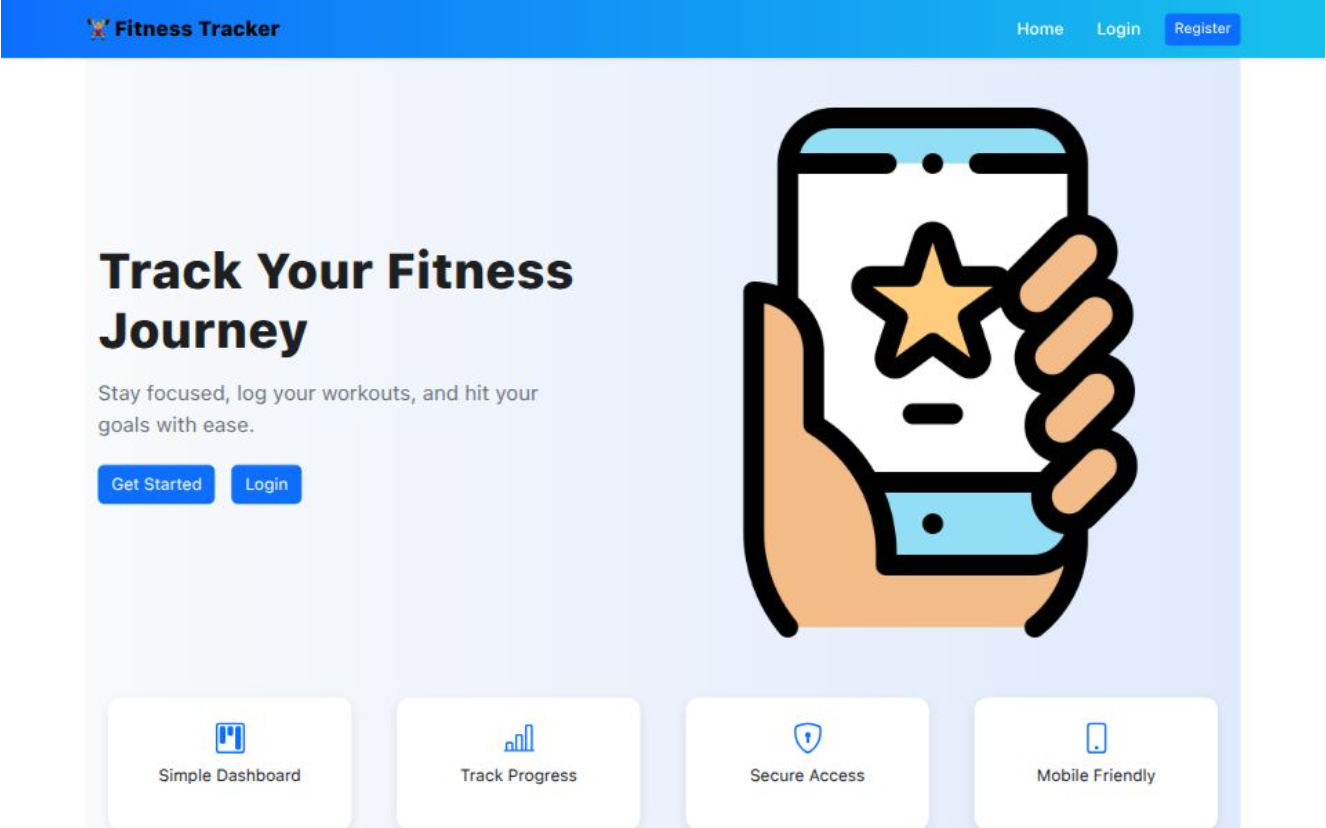 Fitness Tracker
Home
Login
Register
Track Your Fitness
Journey
Stay focused, log your workouts, and hit your
goals with ease.
Get Started
Login
Simple Dashboard
Track Progress
Secure Access
Mobile Friendly